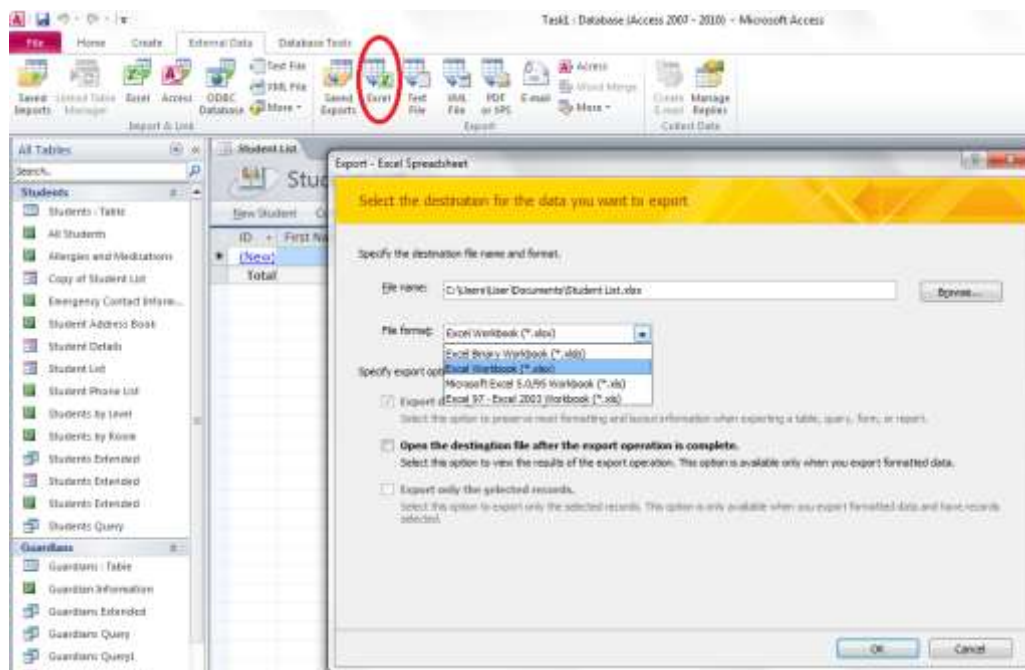 Task1 : Database (Access 2007 - 2010) - Microsoft Access
File Home Create External Data Database Tools
Saved Imports
Linked Table Manager
Excel
Access
ODBC Database
Text File
XML File
More
Import & Link
Saved Exports
Excel
Text File
XML File
PDF or XPS
E-mail
Access
Word Merge
More
Export
Create E-mail
Manage Replies
Collect Data
All Tables
Search..
Students
Students : Table
All Students
Allergies and Medications
Copy of Student List
Emergency Contact Inform...
Student Address Book
Student Details
Student List
Student Phone List
Students by Level
Students by Room
Students Extended
Students Extended
Students Extended
Students Query
Guardians
Guardians : Table
Guardian Information
Guardians Extended
Guardians Query
Guardians Query1
Student List
Stud
New Student
ID First Na
(New)
Total
Export - Excel Spreadsheet
Select the destination for the data you want to export
Specify the destination file name and format.
File name: C:\Users\User\Documents\Student List.xlsx Browse...
File format: Excel Workbook (*.xlsx)
Excel Binary Workbook (*.xlsb)
Excel Workbook (*.xlsx)
Microsoft Excel 5.0/95 Workbook (*.xls)
Excel 97 - Excel 2003 Workbook (*.xls)
Specify export opt
Export d
Select this option to preserve most formatting and layout information when exporting a table, query, form, or report.
Open the destination file after the export operation is complete.
Select this option to view the results of the export operation. This option is available only when you export formatted data.
Export only the selected records.
Select this option to export only the selected records. This option is only available when you export formatted data and have records
selected.
OK Cancel